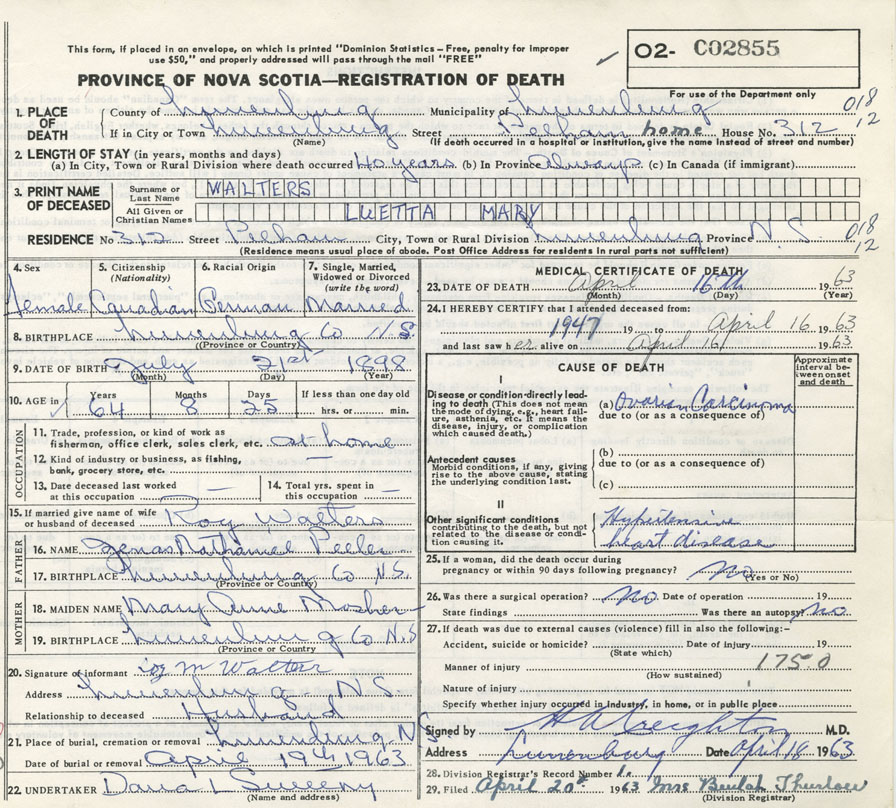 This form, if placed in an envelope, on which is printed "Dominion Statistics - Free, penalty for improper
use $50," and properly addressed will pass through the mail "FREE"
O2- C02855
PROVINCE OF NOVA SCOTIA—REGISTRATION OF DEATH
For use of the Department only
1. PLACE OF DEATH County of Lunenburg Municipality of Lunenburg 018
If in City or Town Lunenburg Street Pelham home House No. 312 12
(Name) (If death occurred in a hospital or institution, give the name instead of street and number)
2. LENGTH OF STAY (in years, months and days)
(a) In City, Town or Rural Division where death occurred 40 years (b) In Province Always (c) In Canada (if immigrant)
3. PRINT NAME OF DECEASED Surname or Last Name WALTERS
All Given or Christian Names LUETTA MARY
RESIDENCE No 312 Street Pelham City, Town or Rural Division Lunenburg Province N.S 018
12
(Residence means usual place of abode. Post Office Address for residents in rural parts not sufficient)
4. Sex 5. Citizenship (Nationality) 6. Racial Origin 7. Single, Married, Widowed or Divorced (write the word)
Female Canadian German Married
8. BIRTHPLACE Lunenburg Co N.S.
(Province or Country)
9. DATE OF BIRTH July 21st 1898
(Month) (Day) (Year)
10. AGE in Years Months Days If less than one day old
64 8 25 hrs. or min.
OCCUPATION
11. Trade, profession, or kind of work as
fisherman, office clerk, sales clerk, etc. at home
12. Kind of industry or business, as fishing,
bank, grocery store, etc. —
13. Date deceased last worked
at this occupation —
14. Total yrs. spent in
this occupation —
15. If married give name of wife
or husband of deceased Roy Walters
FATHER
16. NAME Zenas Nathaniel Peeler
17. BIRTHPLACE Lunenburg Co N.S.
(Province or Country)
MOTHER
18. MAIDEN NAME Mary Anne Mosher
19. BIRTHPLACE Lunenburg Co N.S
(Province or Country)
20. Signature of informant M Walter
Address Lunenburg N.S
Relationship to deceased Husband
21. Place of burial, cremation or removal Lunenburg N.S.
Date of burial or removal April 19th 1963
22. UNDERTAKER Dana L Sweeny
(Name and address)
MEDICAL CERTIFICATE OF DEATH
23. DATE OF DEATH April 16th 1963
(Month) (Day) (Year)
24. I HEREBY CERTIFY that I attended deceased from:
1947 19 to April 16 1963
and last saw her alive on April 16 1963
CAUSE OF DEATH
Approximate interval between onset and death
I
Disease or condition directly leading to death (This does not mean
the mode of dying, e.g., heart failure, asthenia, etc. It means the
disease, injury, or complication which caused death.)
(a) Ovarian Carcinoma
due to (or as a consequence of)
Antecedent causes
Morbid conditions, if any, giving
rise to the above cause, stating
the underlying condition last.
(b)
due to (or as a consequence of)
(c)
II
Other significant conditions
contributing to the death, but not
related to the disease or condition causing it.
Hypertensive
heart disease
25. If a woman, did the death occur during
pregnancy or within 90 days following pregnancy? No
(Yes or No)
26. Was there a surgical operation? No Date of operation 19
State findings Was there an autopsy? No
27. If death was due to external causes (violence) fill in also the following:-
Accident, suicide or homicide? Date of injury 19
(State which)
Manner of injury 1750
(How sustained)
Nature of injury
Specify whether injury occurred in industry, in home, or in public place
Signed by H A Creighton M.D.
Address Lunenburg Date April 18 1963
28. Division Registrar's Record Number
29. Filed April 20th 1963 Mrs Beulah Thurlow
(Division Registrar)